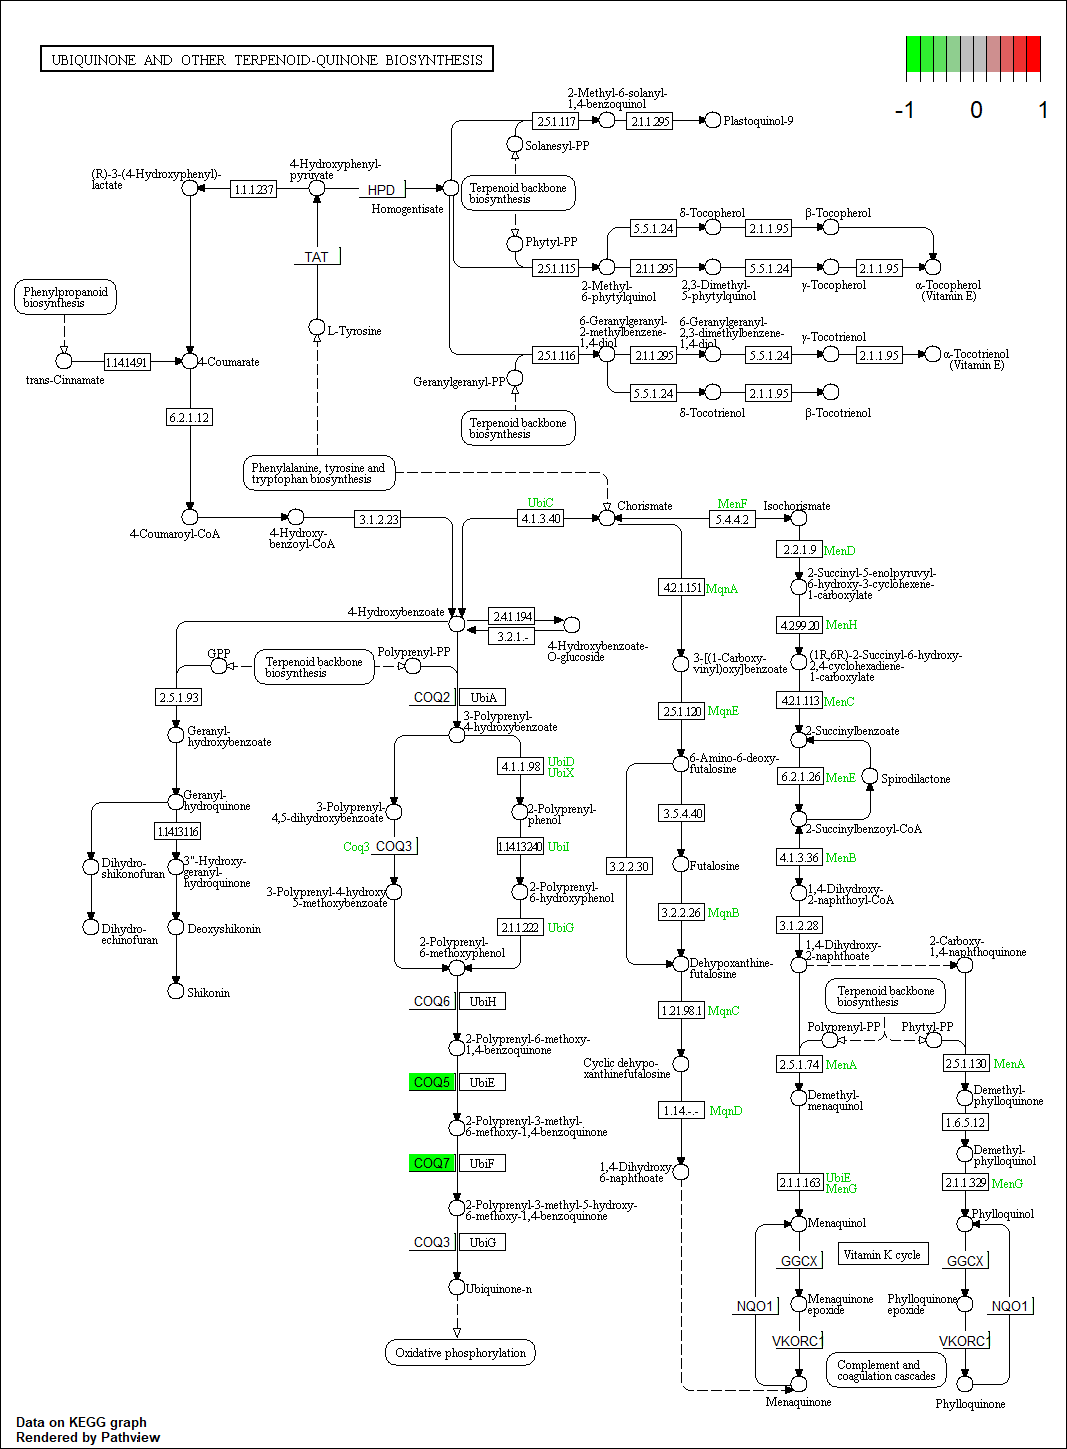 UBIQUINONE AND OTHER TERPENOID-QUINONE BIOSYNTHESIS
-1
0
1
2-Methyl-6-solanyl-
1,4-benzoquinol
2.5.1.117
2.1.1.295
Plastoquinol-9
Solanesyl-PP
4-Hydroxyphenyl-
pyruvate
(R)-3-(4-Hydroxyphenyl)-
lactate
1.1.1.237
HPD
Homogentisate
Terpenoid backbone
biosynthesis
TAT
Phytyl-PP
δ-Tocopherol
β-Tocopherol
5.5.1.24
2.1.1.95
2.5.1.115
2.1.1.295
5.5.1.24
2.1.1.95
2-Methyl-
6-phytylquinol
2,3-Dimethyl-
5-phytylquinol
γ-Tocopherol
α-Tocopherol
(Vitamin E)
Phenylpropanoid
biosynthesis
L-Tyrosine
6-Geranylgeranyl-
2-methylbenzene-
1,4-diol
6-Geranylgeranyl-
2,3-dimethylbenzene-
1,4-diol
γ-Tocotrienol
2.5.1.116
2.1.1.295
5.5.1.24
2.1.1.95
α-Tocotrienol
(Vitamin E)
1.14.14.91
4-Coumarate
trans-Cinnamate
Geranylgeranyl-PP
5.5.1.24
2.1.1.95
δ-Tocotrienol
β-Tocotrienol
6.2.1.12
Terpenoid backbone
biosynthesis
Phenylalanine, tyrosine and
tryptophan biosynthesis
UbiC
4.1.3.40
Chorismate
MenF
5.4.4.2
Isochorismate
4-Coumaroyl-CoA
4-Hydroxy-
benzoyl-CoA
3.1.2.23
2.2.1.9
MenD
2-Succinyl-5-enolpyruvyl-
6-hydroxy-3-cyclohexene-
1-carboxylate
4.2.1.151
MqnA
4-Hydroxybenzoate
2.4.1.194
3.2.1.-
4-Hydroxybenzoate-
O-glucoside
4.2.99.20
MenH
GPP
Terpenoid backbone
biosynthesis
Polyprenyl-PP
3-[(1-Carboxy-
vinyl)oxy]benzoate
(1R,6R)-2-Succinyl-6-hydroxy-
2,4-cyclohexadiene-
1-carboxylate
2.5.1.93
COQ2
UbiA
2.5.1.120
MqnE
4.2.1.113
MenC
Geranyl-
hydroxybenzoate
3-Polyprenyl-
4-hydroxybenzoate
2-Succinylbenzoate
4.1.1.98
UbiD
UbiX
6-Amino-6-deoxy-
futalosine
6.2.1.26
MenE
Spirodilactone
Geranyl-
hydroquinone
3-Polyprenyl-
4,5-dihydroxybenzoate
2-Polyprenyl-
phenol
3.5.4.40
2-Succinylbenzoyl-CoA
1.14.13.116
Coq3
COQ3
1.14.13.240
UbiI
3.2.2.30
Futalosine
4.1.3.36
MenB
Dihydro-
shikonofuran
3"-Hydroxy-
geranyl-
hydroquinone
3-Polyprenyl-4-hydroxy
5-methoxybenzoate
2-Polyprenyl-
6-hydroxyphenol
1,4-Dihydroxy-
2-naphthoyl-CoA
3.2.2.26
MqnB
Dihydro-
echinofuran
Deoxyshikonin
2.1.1.222
UbiG
3.1.2.28
2-Polyprenyl-
6-methoxyphenol
1,4-Dihydroxy-
2-naphthoate
2-Carboxy-
1,4-naphthoquinone
Dehypoxanthine-
futalosine
Shikonin
COQ6
UbiH
1.21.98.1
MqnC
Terpenoid backbone
biosynthesis
Polyprenyl-PP
Phytyl-PP
2-Polyprenyl-6-methoxy-
1,4-benzoquinone
Cyclic dehypo-
xanthinefutalosine
2.5.1.74
MenA
2.5.1.130
MenA
COQ5
UbiE
1.14.-.-
MqnD
Demethyl-
menaquinol
Demethyl-
phylloquinone
2-Polyprenyl-3-methyl-
6-methoxy-1,4-benzoquinone
1.6.5.12
COQ7
UbiF
1,4-Dihydroxy
6-naphthoate
Demethyl-
phylloquinol
2.1.1.163
UbiE
MenG
2.1.1.329
MenG
2-Polyprenyl-3-methyl-5-hydroxy-
6-methoxy-1,4-benzoquinone
Menaquinol
Phylloquinol
COQ3
UbiG
GGCX
Vitamin K cycle
GGCX
Ubiquinone-n
NQO1
Menaquinone
epoxide
Phylloquinone
epoxide
NQO1
Oxidative phosphorylation
VKORC1
VKORC1
Complement and
coagulation cascades
Menaquinone
Phylloquinone
Data on KEGG graph
Rendered by Pathview